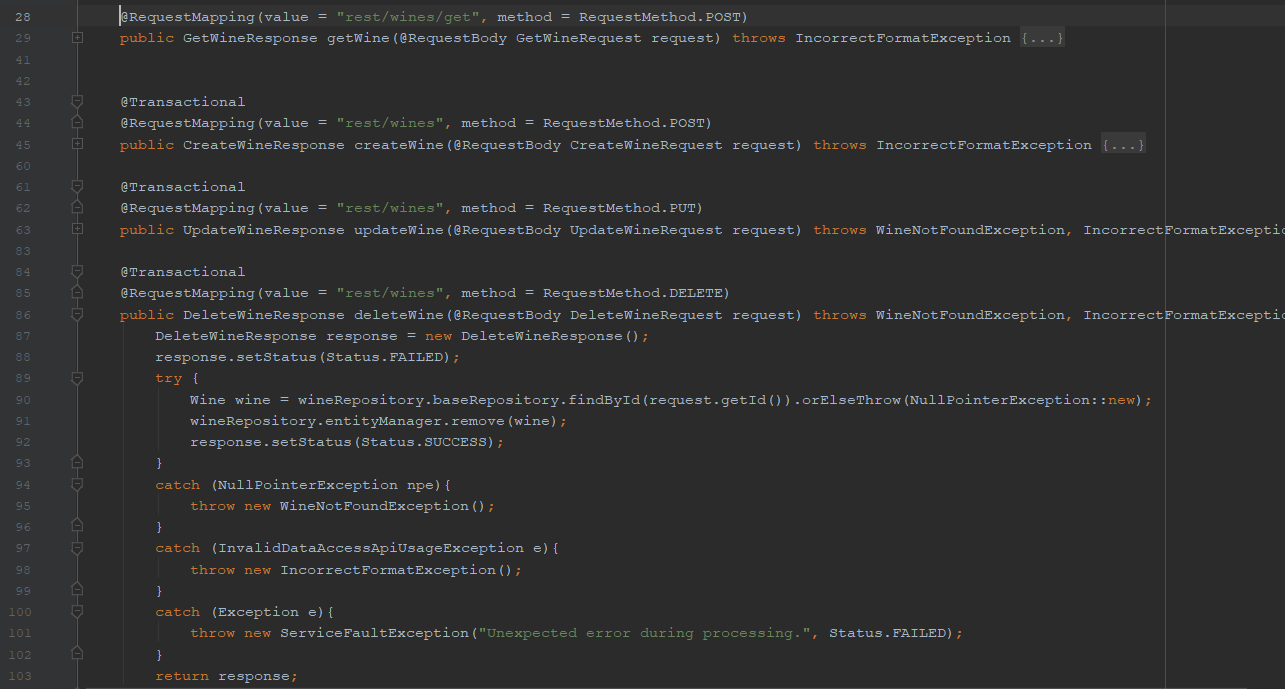 28 @RequestMapping(value = "rest/wines/get", method = RequestMethod.POST)
29 public GetWineResponse getWine(@RequestBody GetWineRequest request) throws IncorrectFormatException {...}
41
42
43 @Transactional
44 @RequestMapping(value = "rest/wines", method = RequestMethod.POST)
45 public CreateWineResponse createWine(@RequestBody CreateWineRequest request) throws IncorrectFormatException {...}
60
61 @Transactional
62 @RequestMapping(value = "rest/wines", method = RequestMethod.PUT)
63 public UpdateWineResponse updateWine(@RequestBody UpdateWineRequest request) throws WineNotFoundException, IncorrectFormatExceptio
83
84 @Transactional
85 @RequestMapping(value = "rest/wines", method = RequestMethod.DELETE)
86 public DeleteWineResponse deleteWine(@RequestBody DeleteWineRequest request) throws WineNotFoundException, IncorrectFormatExceptio
87 DeleteWineResponse response = new DeleteWineResponse();
88 response.setStatus(Status.FAILED);
89 try {
90 Wine wine = wineRepository.baseRepository.findById(request.getId()).orElseThrow(NullPointerException::new);
91 wineRepository.entityManager.remove(wine);
92 response.setStatus(Status.SUCCESS);
93 }
94 catch (NullPointerException npe){
95 throw new WineNotFoundException();
96 }
97 catch (InvalidDataAccessApiUsageException e){
98 throw new IncorrectFormatException();
99 }
100 catch (Exception e){
101 throw new ServiceFaultException("Unexpected error during processing.", Status.FAILED);
102 }
103 return response;